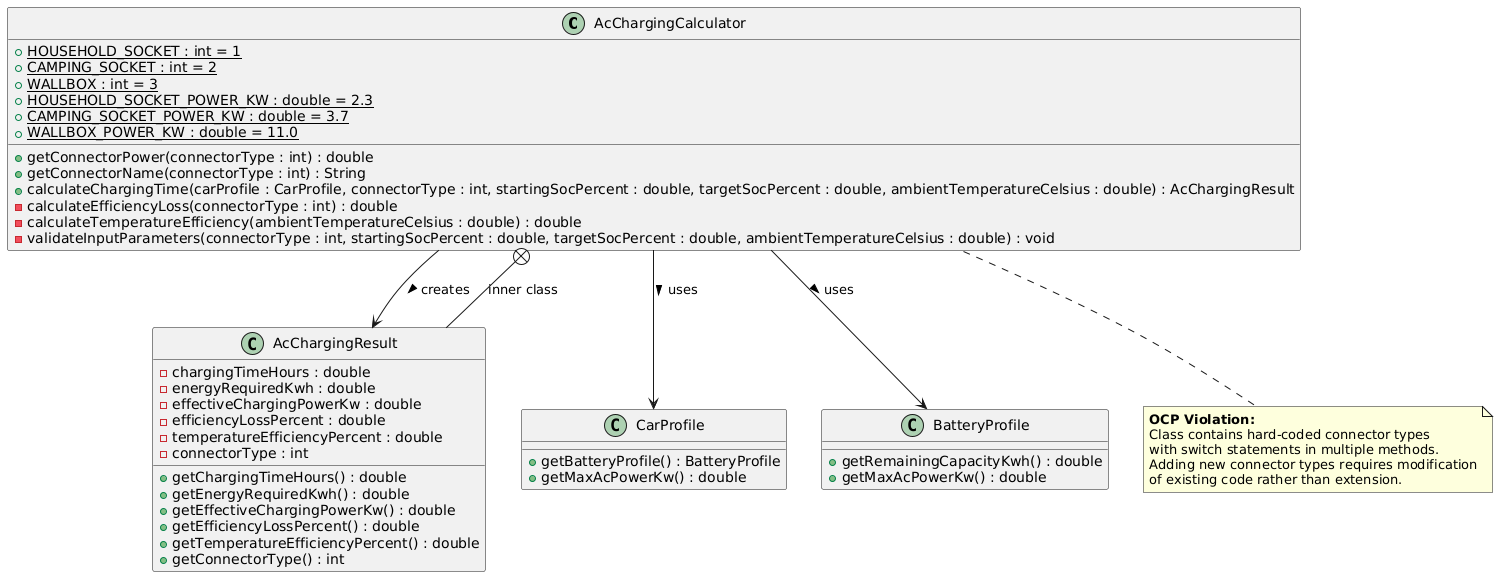 C AcChargingCalculator
HOUSEHOLD_SOCKET : int = 1
CAMPING_SOCKET : int = 2
WALLBOX : int = 3
HOUSEHOLD_SOCKET_POWER_KW : double = 2.3
CAMPING_SOCKET_POWER_KW : double = 3.7
WALLBOX_POWER_KW : double = 11.0
getConnectorPower(connectorType : int) : double
getConnectorName(connectorType : int) : String
calculateChargingTime(carProfile : CarProfile, connectorType : int, startingSocPercent : double, targetSocPercent : double, ambientTemperatureCelsius : double) : AcChargingResult
calculateEfficiencyLoss(connectorType : int) : double
calculateTemperatureEfficiency(ambientTemperatureCelsius : double) : double
validateInputParameters(connectorType : int, startingSocPercent : double, targetSocPercent : double, ambientTemperatureCelsius : double) : void
creates
inner class
uses
uses
C AcChargingResult
chargingTimeHours : double
energyRequiredKwh : double
effectiveChargingPowerKw : double
efficiencyLossPercent : double
temperatureEfficiencyPercent : double
connectorType : int
getChargingTimeHours() : double
getEnergyRequiredKwh() : double
getEffectiveChargingPowerKw() : double
getEfficiencyLossPercent() : double
getTemperatureEfficiencyPercent() : double
getConnectorType() : int
C CarProfile
getBatteryProfile() : BatteryProfile
getMaxAcPowerKw() : double
C BatteryProfile
getRemainingCapacityKwh() : double
getMaxAcPowerKw() : double
OCP Violation:
Class contains hard-coded connector types
with switch statements in multiple methods.
Adding new connector types requires modification
of existing code rather than extension.